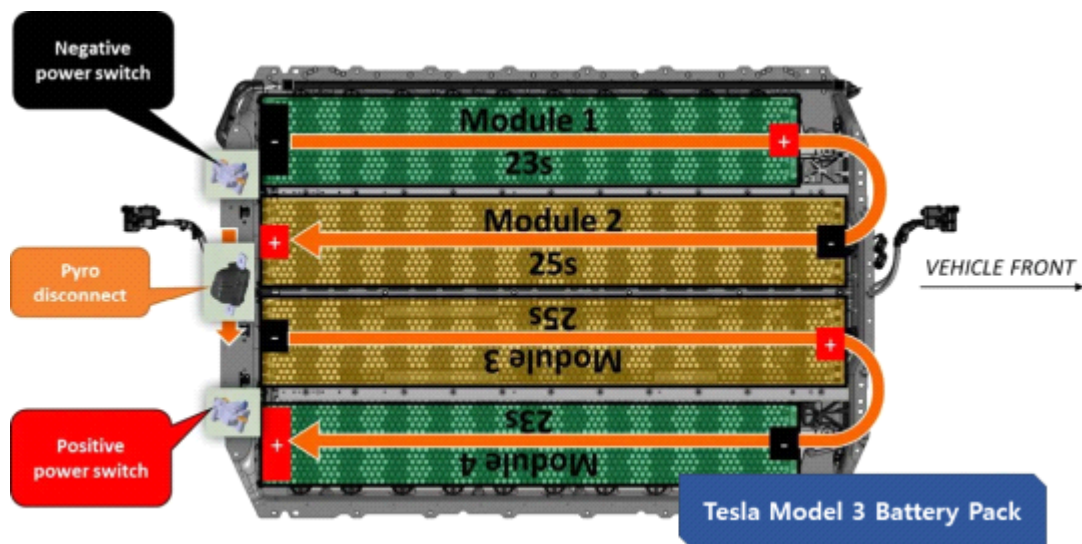 Negative
power switch
-
Module 1
+
23s
+
Module 2
-
25s
Pyro
disconnect
VEHICLE FRONT
-
25s
+
Module 3
Positive
power switch
+
23s
-
Module 4
Tesla Model 3 Battery Pack